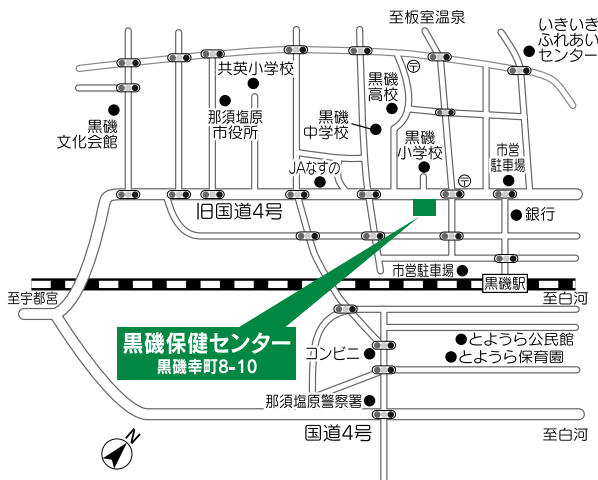 至板室温泉
いきいき
ふれあい
センター
〒
共英小学校
黒磯
高校
那須塩原
市役所
黒磯
中学校
黒磯
文化会館
黒磯
小学校
市営
駐車場
JAなすの
〒
旧国道4号
銀行
市営駐車場
黒磯駅
至宇都宮
至白河
黒磯保健センター
黒磯幸町8-10
コンビニ
とようら公民館
とようら保育園
那須塩原警察署
国道4号
至白河
N